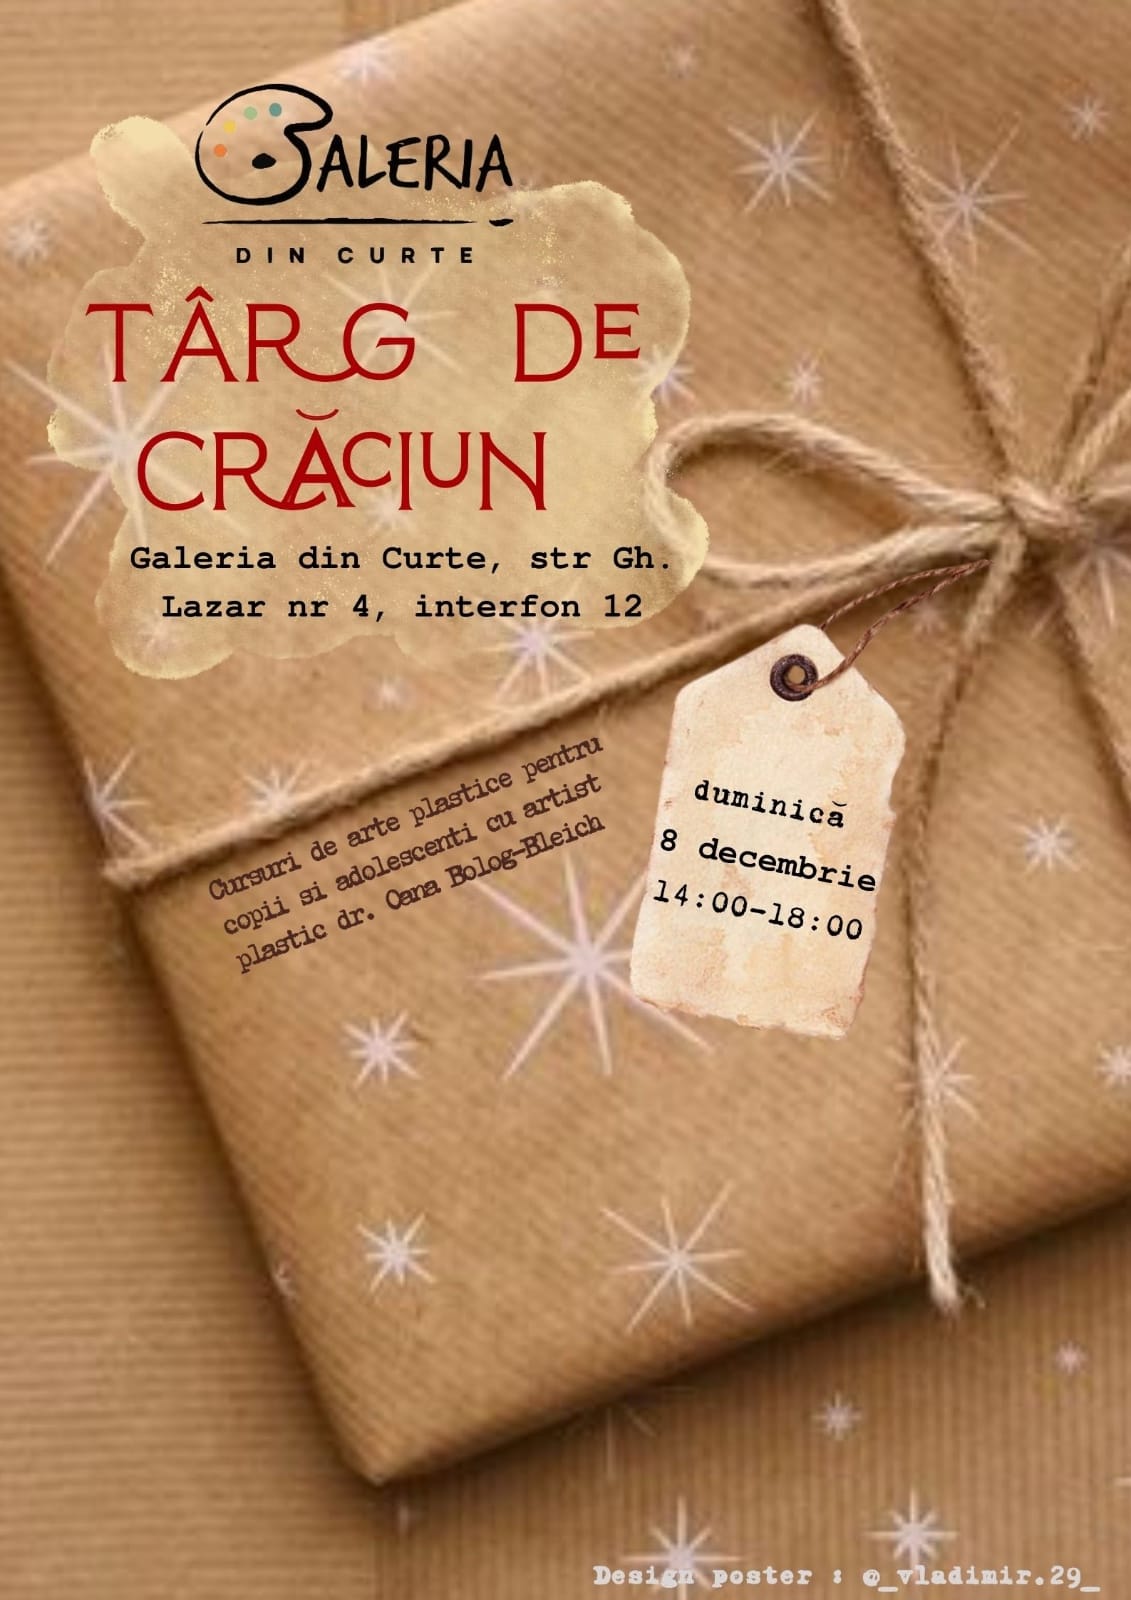 GALERIA
DIN CURTE
TÂRG DE
CRĂCIUN
Galeria din Curte, str Gh.
Lazar nr 4, interfon 12
Cursuri de arte plastice pentru
copii si adolescenti cu artist
plastic dr. Oana Bolog-Bleich
duminică
8 decembrie
14:00-18:00
Design poster : @_vladimir.29_